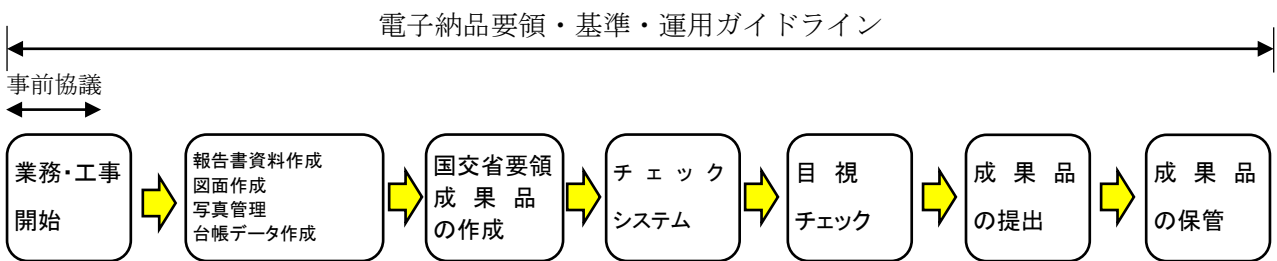 電子納品要領・基準・運用ガイドライン
事前協議
業務・工事
開始
報告書資料作成
図面作成
写真管理
台帳データ作成
国交省要領
成果品
の作成
チェック
システム
目視
チェック
成果品
の提出
成果品
の保管